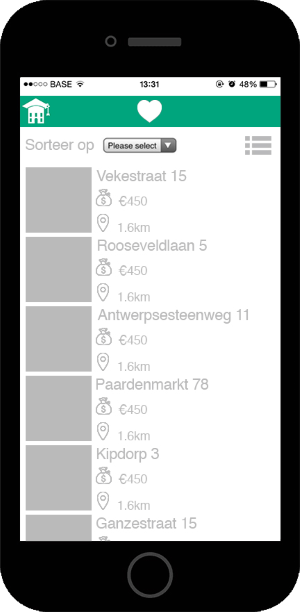 BASE 13:31 48%
Sorteer op Please select
Vekestraat 15
€450
1.6km
Rooseveldlaan 5
€450
1.6km
Antwerpsesteenweg 11
€450
1.6km
Paardenmarkt 78
€450
1.6km
Kipdorp 3
€450
1.6km
Ganzestraat 15